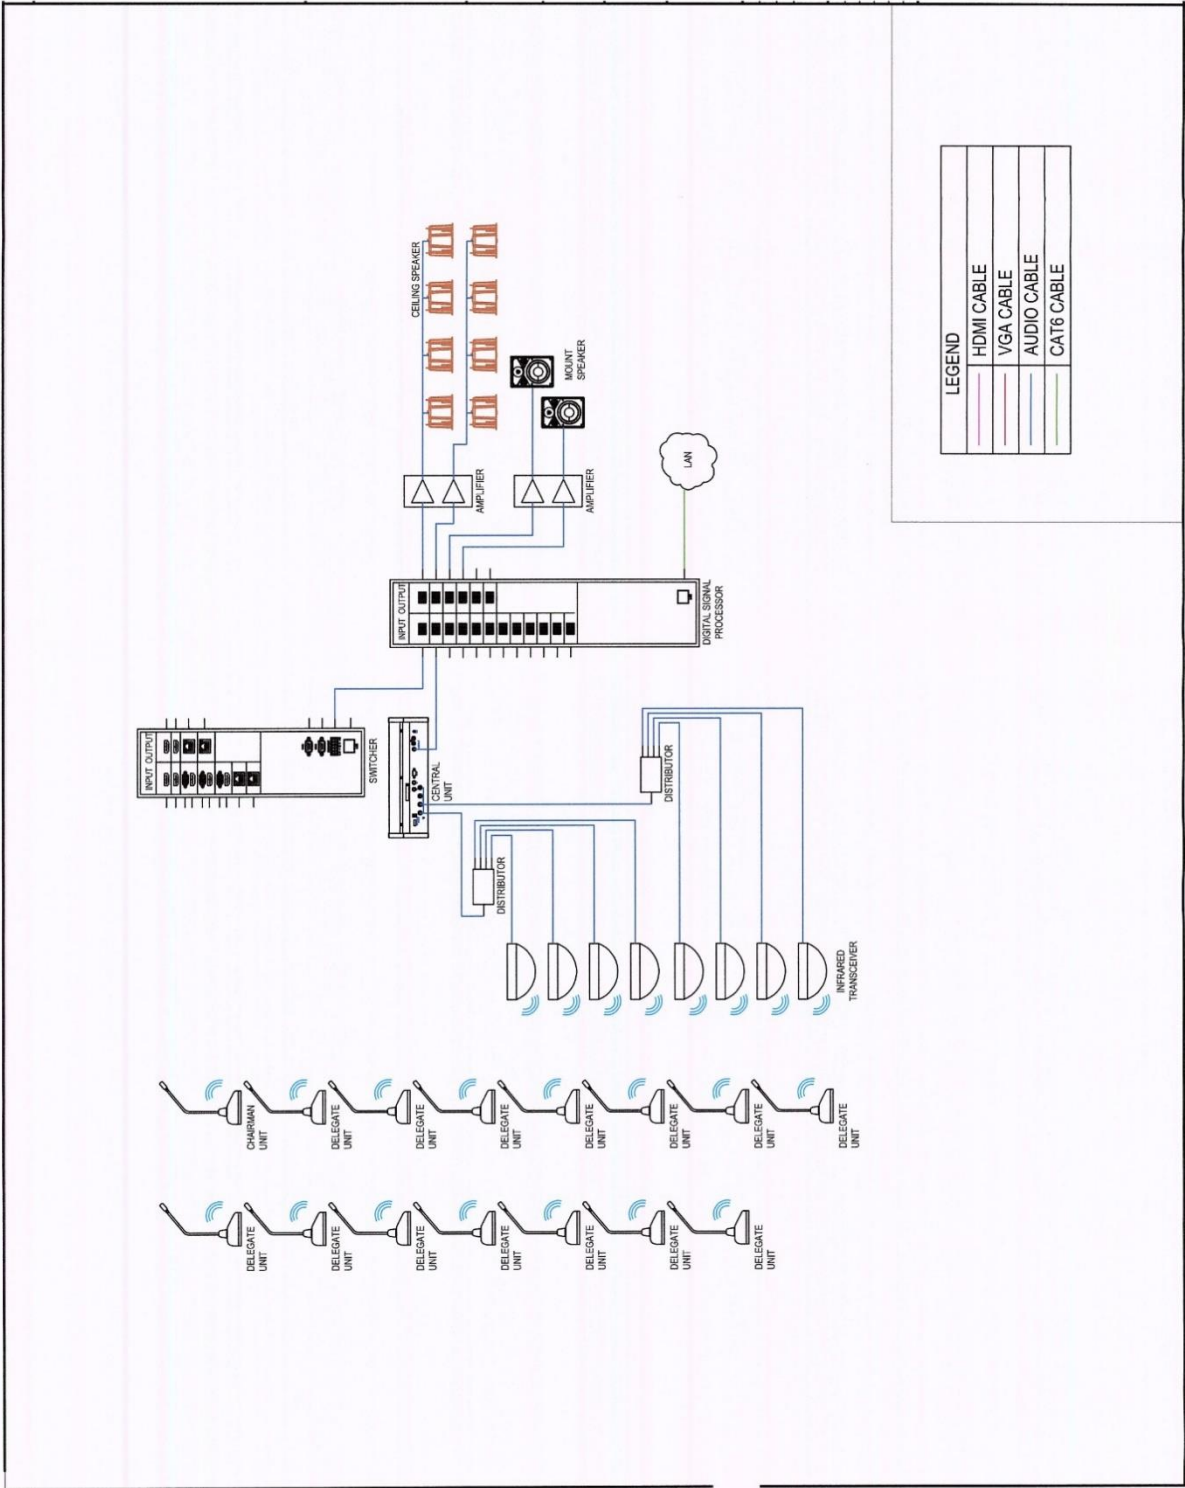 DELEGATE
UNIT
DELEGATE
UNIT
DELEGATE
UNIT
DELEGATE
UNIT
DELEGATE
UNIT
DELEGATE
UNIT
DELEGATE
UNIT
CHAIRMAN
UNIT
DELEGATE
UNIT
DELEGATE
UNIT
DELEGATE
UNIT
DELEGATE
UNIT
DELEGATE
UNIT
DELEGATE
UNIT
DELEGATE
UNIT
INFRARED
TRANSCEIVER
DISTRIBUTOR
DISTRIBUTOR
INPUT OUTPUT
SWITCHER
CENTRAL
UNIT
INPUT OUTPUT
DIGITAL SIGNAL
PROCESSOR
AMPLIFIER
AMPLIFIER
LAN
CEILING SPEAKER
MOUNT
SPEAKER
LEGEND
HDMI CABLE
VGA CABLE
AUDIO CABLE
CAT6 CABLE